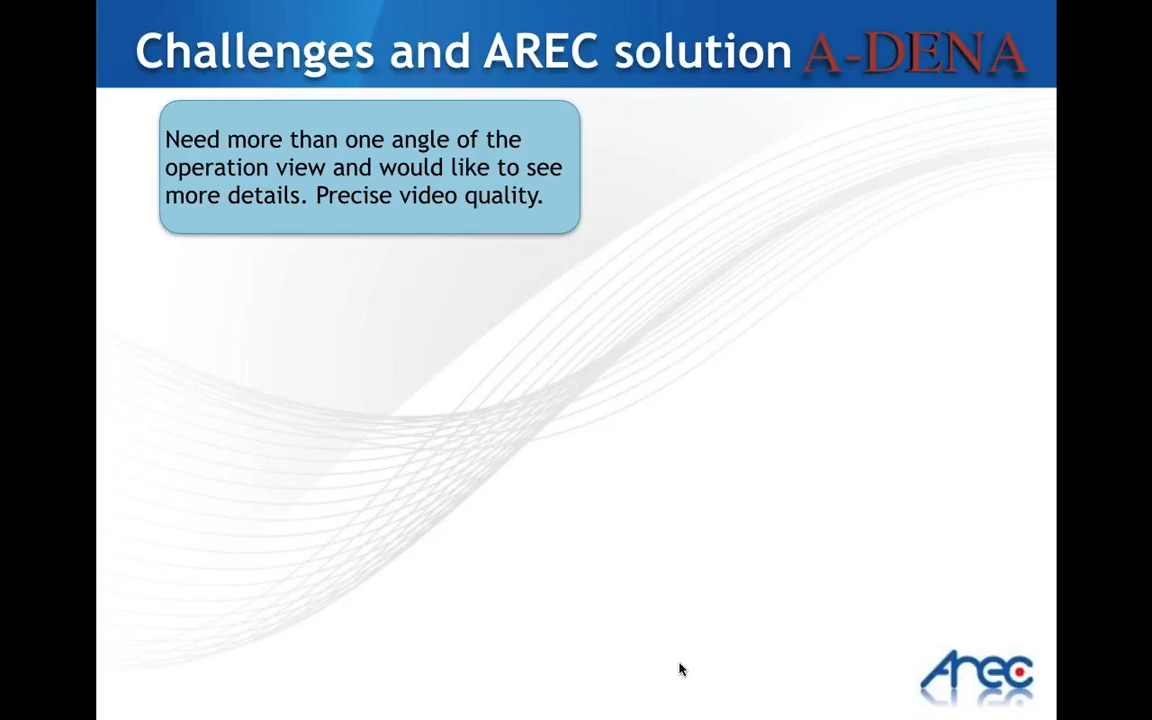 Challenges and AREC solution A-DENA
Need more than one angle of the
operation view and would like to see
more details. Precise video quality.
Arec